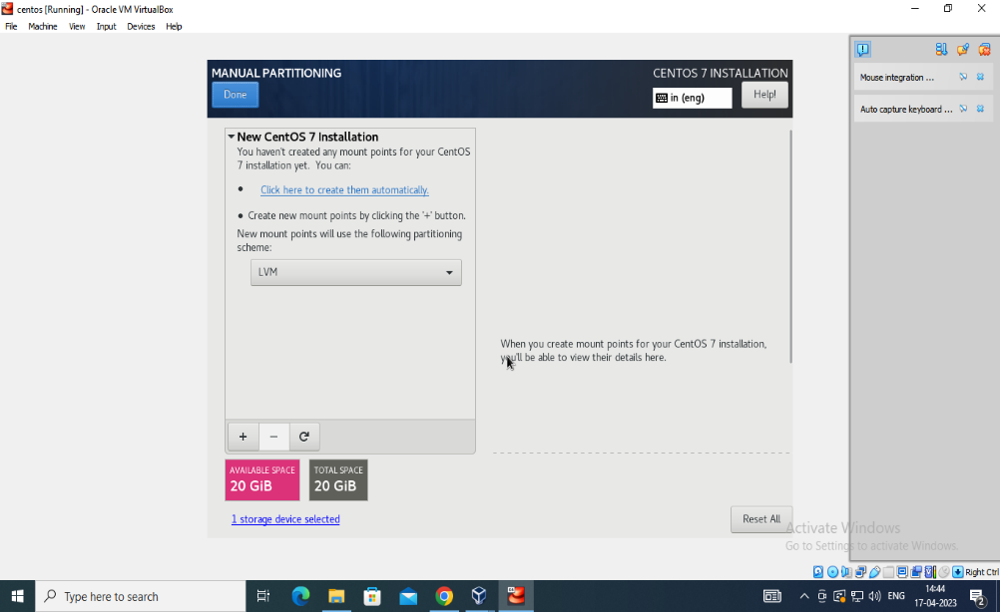 centos [Running] - Oracle VM VirtualBox
File Machine View Input Devices Help
MANUAL PARTITIONING
CENTOS 7 INSTALLATION
Done
in (eng)
Help!
Mouse integration ...
Auto capture keyboard ...
New CentOS 7 Installation
You haven't created any mount points for your CentOS
7 installation yet. You can:
• Click here to create them automatically.
• Create new mount points by clicking the '+' button.
New mount points will use the following partitioning
scheme:
LVM
When you create mount points for your CentOS 7 installation,
you'll be able to view their details here.
+ −
AVAILABLE SPACE
20 GiB
TOTAL SPACE
20 GiB
1 storage device selected
Reset All
Activate Windows
Go to Settings to activate Windows.
Right Ctrl
Type here to search
ENG
14:44
17-04-2023
2